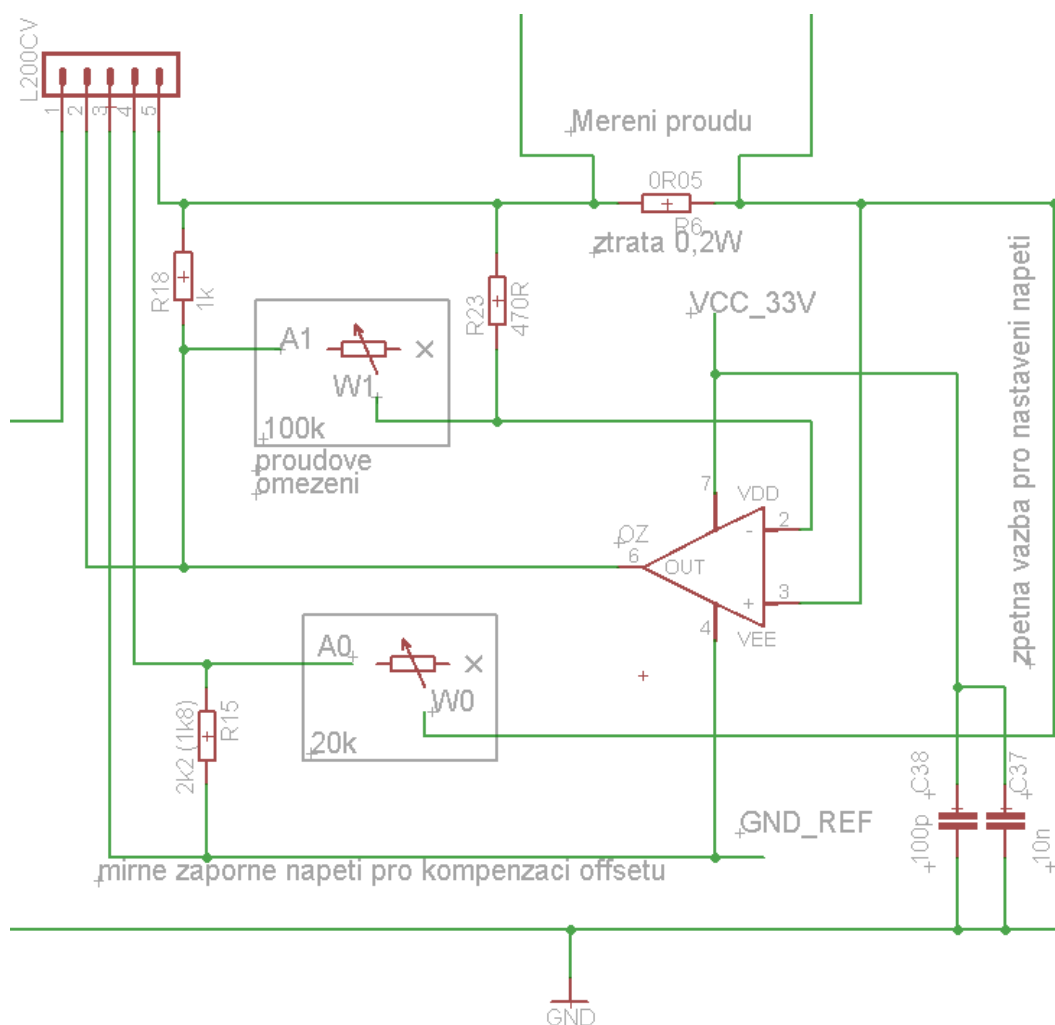 L200CV
1
2
3
4
5
Mereni proudu
0R05
R6
ztrata 0,2W
R18
1k
R23
470R
VCC_33V
A1
W1
100k
proudove
omezeni
zpetna vazba pro nastaveni napeti
7
VDD
2
-
OZ
6
OUT
+
3
4
VEE
A0
W0
20k
2k2 (1k8)
R15
C38
100p
C37
10n
GND_REF
mirne zaporne napeti pro kompenzaci offsetu
GND